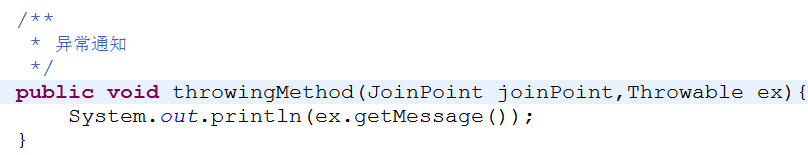 /**
 * 异常通知
 */
public void throwingMethod(JoinPoint joinPoint,Throwable ex){
    System.out.println(ex.getMessage());
}